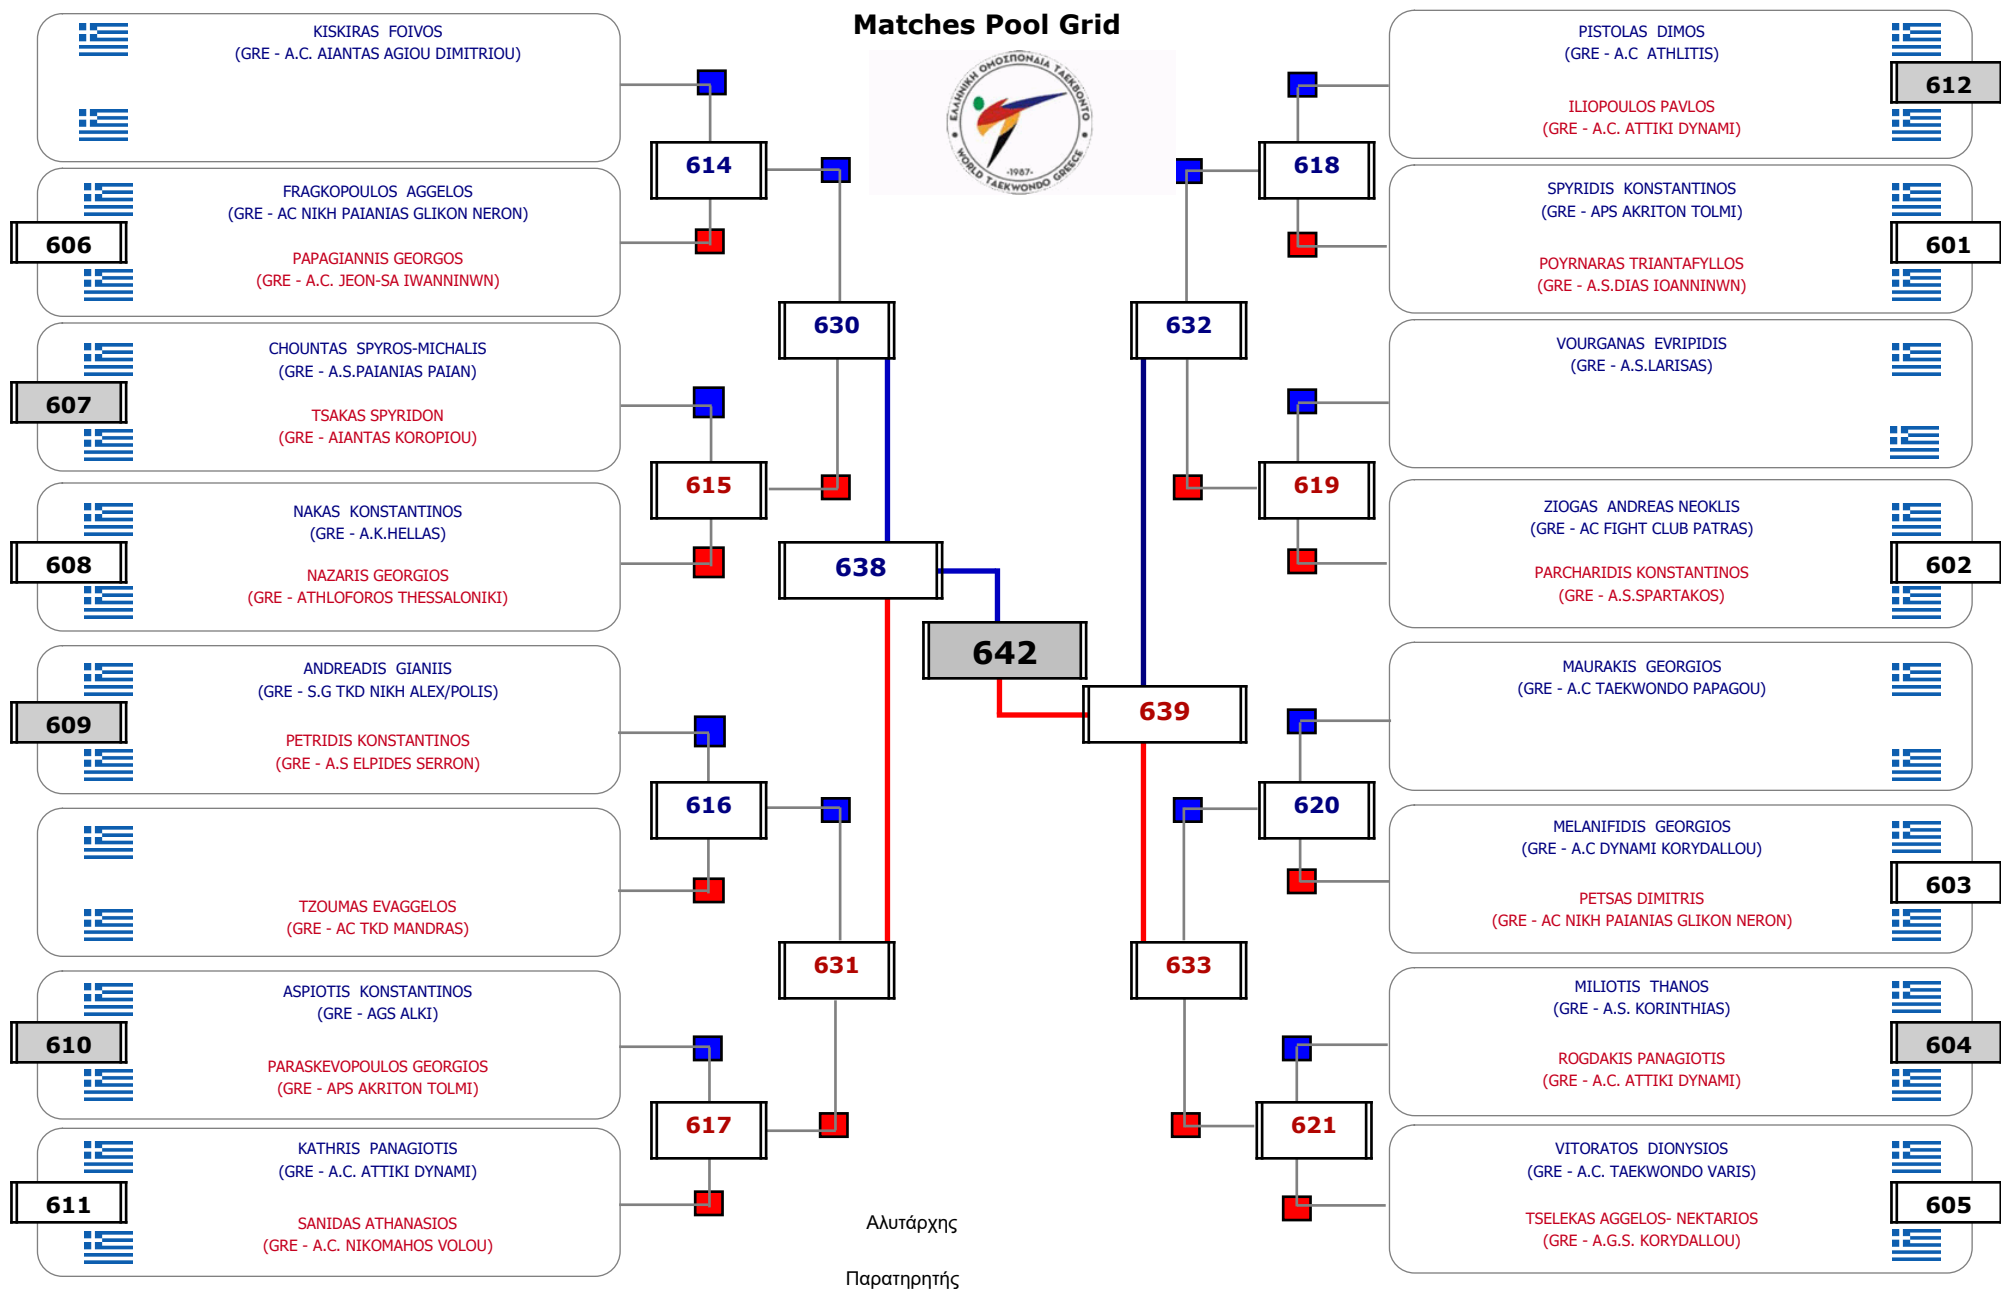 Matches Pool Grid
ΕΛΛΗΝΙΚΗ ΟΜΟΣΠΟΝΔΙΑ ΤΑΕΚΒΟΝΤΟ
-1987-
WORLD TAEKWONDO GREECE
KISKIRAS FOIVOS
(GRE - A.C. AIANTAS AGIOU DIMITRIOU)
606
FRAGKOPOULOS AGGELOS
(GRE - AC NIKH PAIANIAS GLIKON NERON)
PAPAGIANNIS GEORGOS
(GRE - A.C. JEON-SA IWANNINWN)
607
CHOUNTAS SPYROS-MICHALIS
(GRE - A.S.PAIANIAS PAIAN)
TSAKAS SPYRIDON
(GRE - AIANTAS KOROPIOU)
608
NAKAS KONSTANTINOS
(GRE - A.K.HELLAS)
NAZARIS GEORGIOS
(GRE - ATHLOFOROS THESSALONIKI)
609
ANDREADIS GIANIIS
(GRE - S.G TKD NIKH ALEX/POLIS)
PETRIDIS KONSTANTINOS
(GRE - A.S ELPIDES SERRON)
TZOUMAS EVAGGELOS
(GRE - AC TKD MANDRAS)
610
ASPIOTIS KONSTANTINOS
(GRE - AGS ALKI)
PARASKEVOPOULOS GEORGIOS
(GRE - APS AKRITON TOLMI)
611
KATHRIS PANAGIOTIS
(GRE - A.C. ATTIKI DYNAMI)
SANIDAS ATHANASIOS
(GRE - A.C. NIKOMAHOS VOLOU)
614
615
616
617
630
631
638
642
639
632
633
618
619
620
621
PISTOLAS DIMOS
(GRE - A.C ATHLITIS)
612
ILIOPOULOS PAVLOS
(GRE - A.C. ATTIKI DYNAMI)
SPYRIDIS KONSTANTINOS
(GRE - APS AKRITON TOLMI)
601
POYRNARAS TRIANTAFYLLOS
(GRE - A.S.DIAS IOANNINWN)
VOURGANAS EVRIPIDIS
(GRE - A.S.LARISAS)
ZIOGAS ANDREAS NEOKLIS
(GRE - AC FIGHT CLUB PATRAS)
602
PARCHARIDIS KONSTANTINOS
(GRE - A.S.SPARTAKOS)
MAURAKIS GEORGIOS
(GRE - A.C TAEKWONDO PAPAGOU)
MELANIFIDIS GEORGIOS
(GRE - A.C DYNAMI KORYDALLOU)
603
PETSAS DIMITRIS
(GRE - AC NIKH PAIANIAS GLIKON NERON)
MILIOTIS THANOS
(GRE - A.S. KORINTHIAS)
604
ROGDAKIS PANAGIOTIS
(GRE - A.C. ATTIKI DYNAMI)
VITORATOS DIONYSIOS
(GRE - A.C. TAEKWONDO VARIS)
605
TSELEKAS AGGELOS- NEKTARIOS
(GRE - A.G.S. KORYDALLOU)
Αλυτάρχης
Παρατηρητής